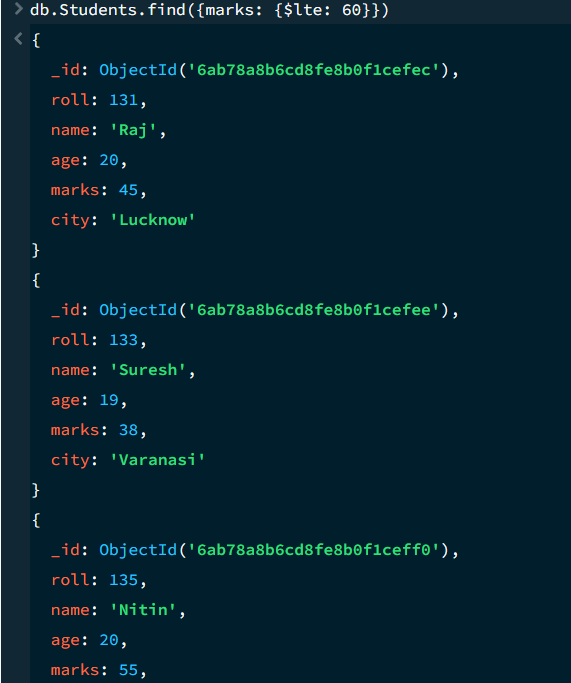 db.Students.find({marks: {$lte: 60}})
{
  _id: ObjectId('6ab78a8b6cd8fe8b0f1cefec'),
  roll: 131,
  name: 'Raj',
  age: 20,
  marks: 45,
  city: 'Lucknow'
}
{
  _id: ObjectId('6ab78a8b6cd8fe8b0f1cefee'),
  roll: 133,
  name: 'Suresh',
  age: 19,
  marks: 38,
  city: 'Varanasi'
}
{
  _id: ObjectId('6ab78a8b6cd8fe8b0f1ceff0'),
  roll: 135,
  name: 'Nitin',
  age: 20,
  marks: 55,